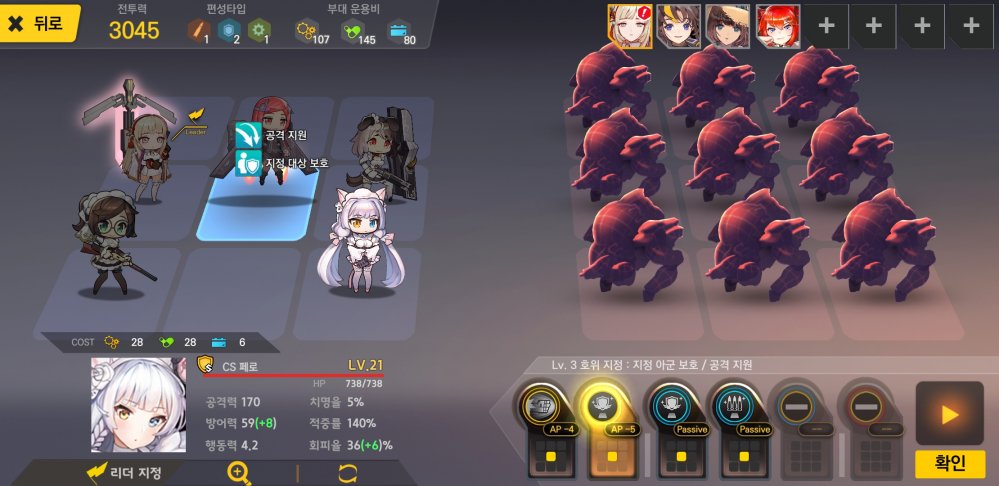 뒤로
전투력
3045
편성타입
1 2 1
부대 운용비
107 145 80
Leader
공격 지원
지정 대상 보호
COST 28 28 6
CS 페로
LV.21
HP 738/738
공격력 170
치명율 5%
방어력 59(+8)
적중률 140%
행동력 4.2
회피율 36(+6)%
리더 지정
Lv. 3 호위 지정 : 지정 아군 보호 / 공격 지원
AP -4
AP -5
Passive
Passive
확인